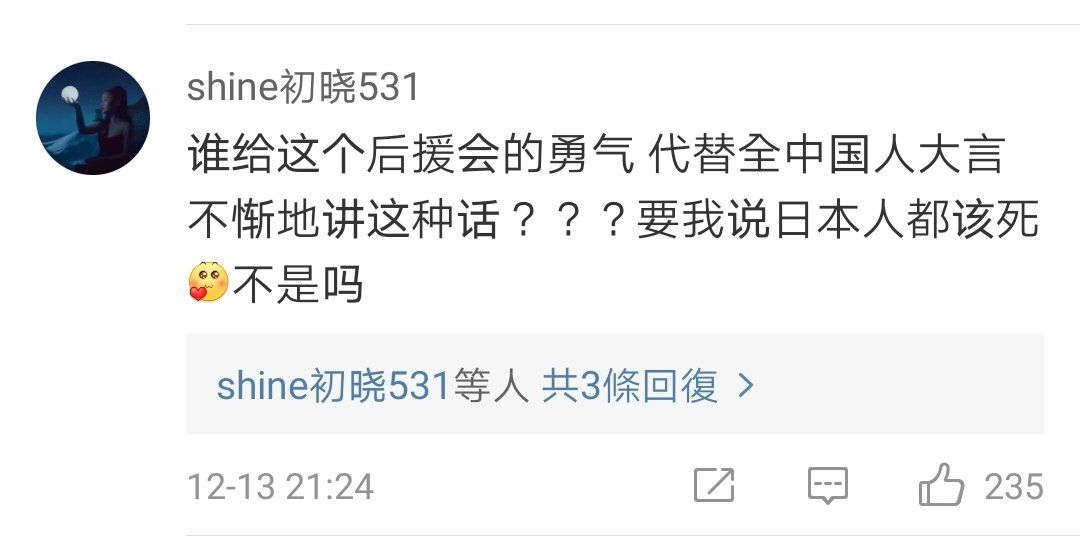 shine初晓531
谁给这个后援会的勇气 代替全中国人大言
不惭地讲这种话？？？要我说日本人都该死
不是吗
shine初晓531等人 共3條回復 >
12-13 21:24
235